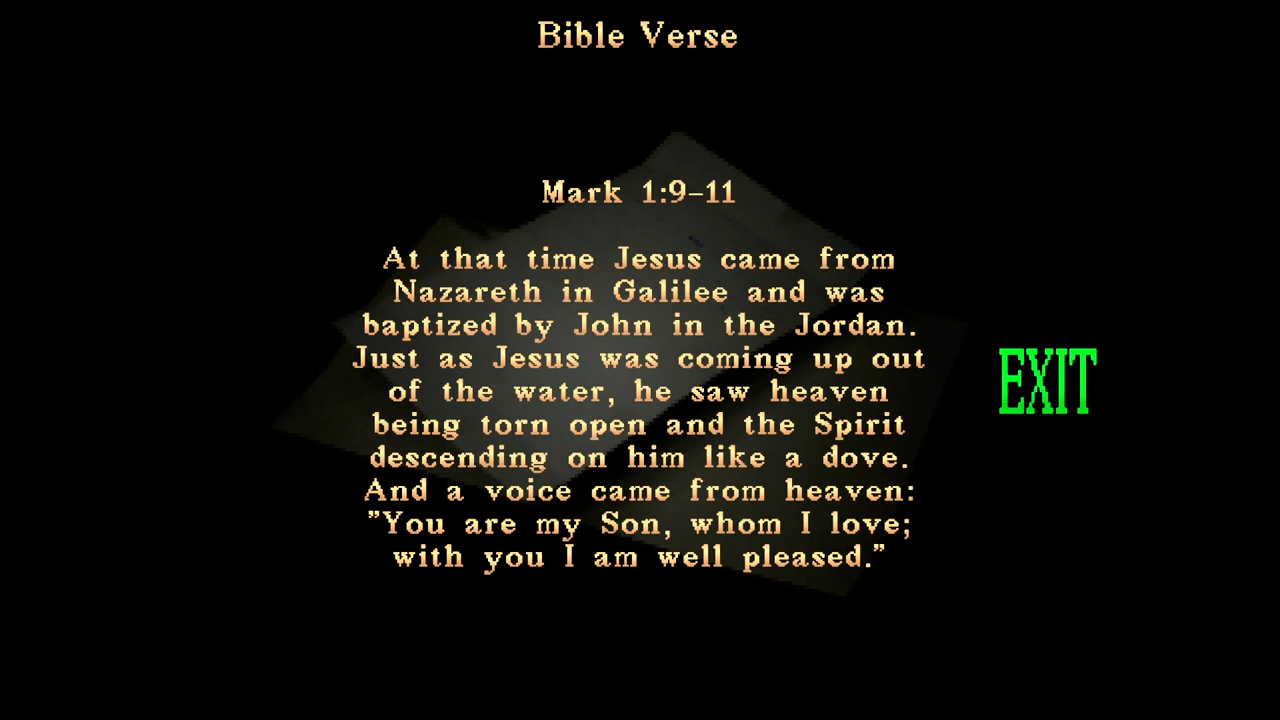 Bible Verse
Mark 1:9-11
At that time Jesus came from
Nazareth in Galilee and was
baptized by John in the Jordan.
Just as Jesus was coming up out
of the water, he saw heaven
being torn open and the Spirit
descending on him like a dove.
And a voice came from heaven:
"You are my Son, whom I love;
with you I am well pleased."
EXIT